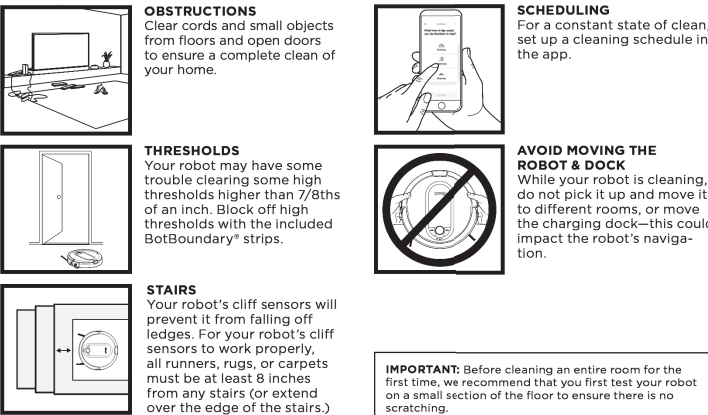 OBSTRUCTIONS
Clear cords and small objects
from floors and open doors
to ensure a complete clean of
your home.
THRESHOLDS
Your robot may have some
trouble clearing some high
thresholds higher than 7/8ths
of an inch. Block off high
thresholds with the included
BotBoundary® strips.
STAIRS
Your robot's cliff sensors will
prevent it from falling off
ledges. For your robot's cliff
sensors to work properly,
all runners, rugs, or carpets
must be at least 8 inches
from any stairs (or extend
over the edge of the stairs.)
SCHEDULING
For a constant state of clean,
set up a cleaning schedule in
the app.
AVOID MOVING THE
ROBOT & DOCK
While your robot is cleaning,
do not pick it up and move it
to different rooms, or move
the charging dock—this could
impact the robot's naviga-
tion.
IMPORTANT: Before cleaning an entire room for the
first time, we recommend that you first test your robot
on a small section of the floor to ensure there is no
scratching.